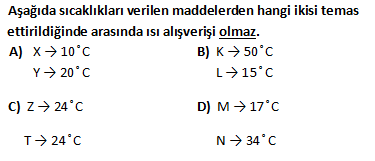 Aşağıda sıcaklıkları verilen maddelerden hangi ikisi temas
ettirildiğinde arasında ısı alışverişi olmaz.
A) X → 10˚C B) K → 50˚C
Y → 20˚C L → 15˚C
C) Z → 24˚C D) M → 17˚C
T → 24˚C N → 34˚C